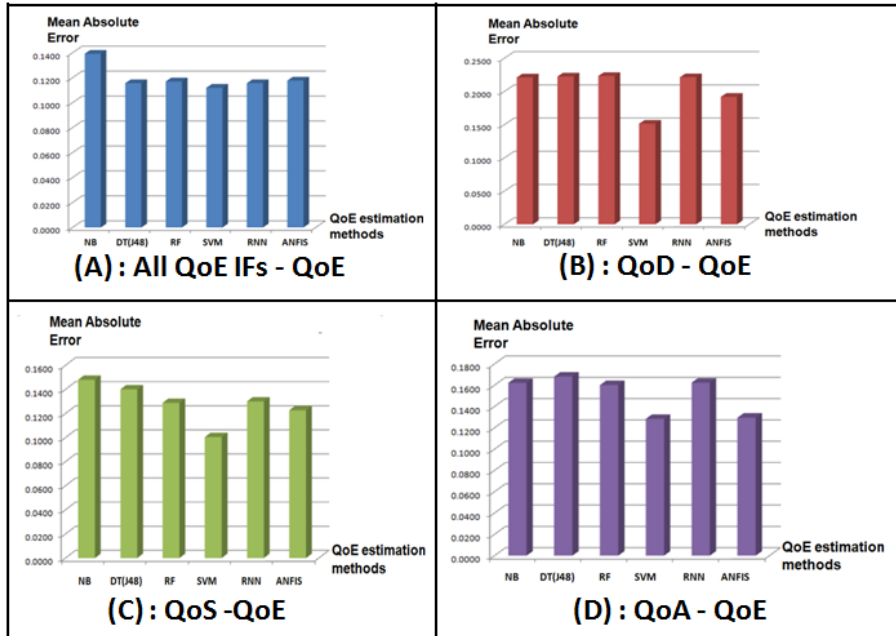 Mean Absolute
Error
0.1400
0.1200
0.1000
0.0800
0.0600
0.0400
0.0200
0.0000
NB DT(J48) RF SVM RNN ANFIS
QoE estimation
methods
(A) : All QoE IFs - QoE
Mean Absolute
Error
0.2500
0.2000
0.1500
0.1000
0.0500
0.0000
NB DT(J48) RF SVM RNN ANFIS
QoE estimation
methods
(B) : QoD - QoE
Mean Absolute
Error
0.1600
0.1400
0.1200
0.1000
0.0800
0.0600
0.0400
0.0200
0.0000
NB DT(J48) RF SVM RNN ANFIS
QoE estimation
methods
(C) : QoS -QoE
Mean Absolute
Error
0.1800
0.1600
0.1400
0.1200
0.1000
0.0800
0.0600
0.0400
0.0200
0.0000
NB DT(J48) RF SVM RNN ANFIS
QoE estimation
methods
(D) : QoA - QoE